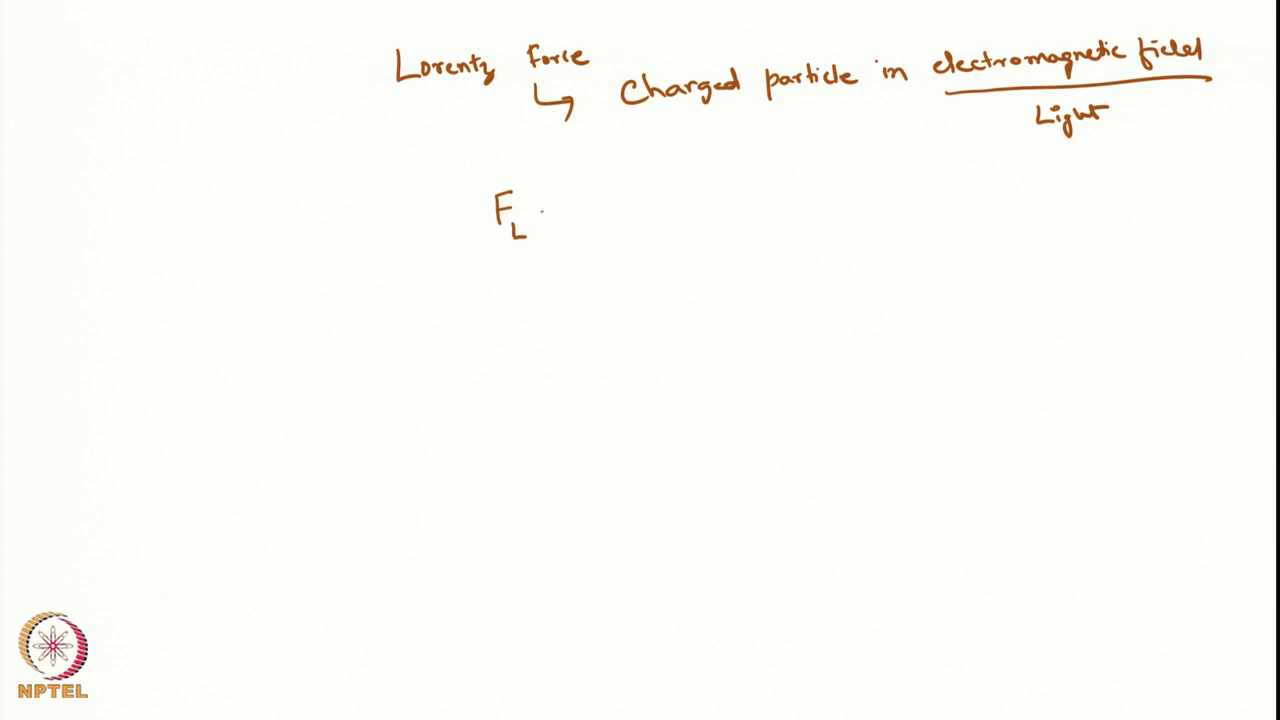 Lorentz force
↳ Charged particle in electromagnetic field
Light
F_L
NPTEL